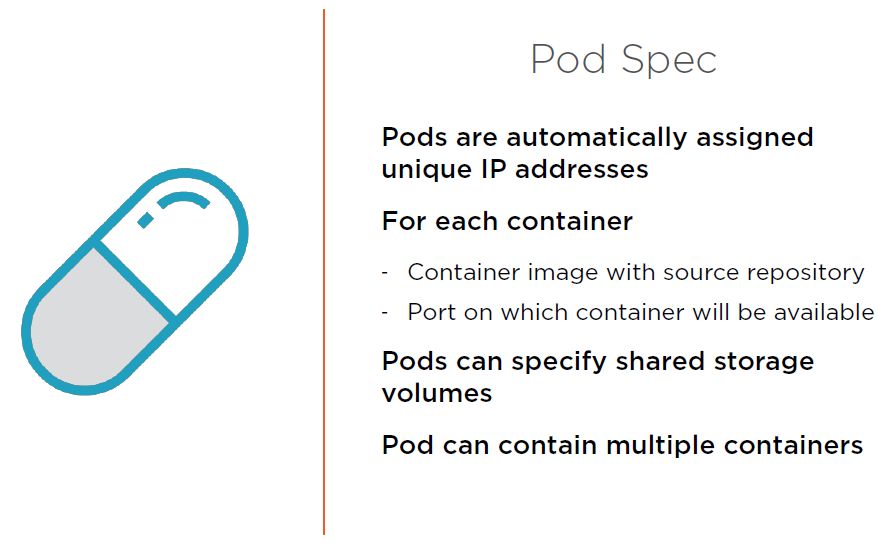 Pod Spec
Pods are automatically assigned
unique IP addresses
For each container
- Container image with source repository
- Port on which container will be available
Pods can specify shared storage
volumes
Pod can contain multiple containers